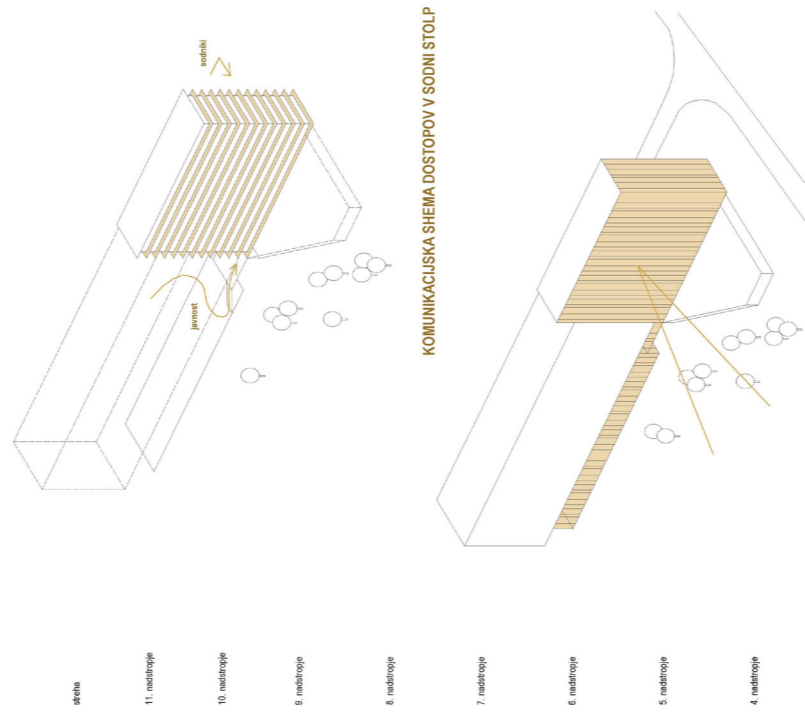 sodniki
javnost
KOMUNIKACIJSKA SHEMA DOSTOPOV V SODNI STOLP
streha
11. nadstropje
10. nadstropje
9. nadstropje
8. nadstropje
7. nadstropje
6. nadstropje
5. nadstropje
4. nadstropje